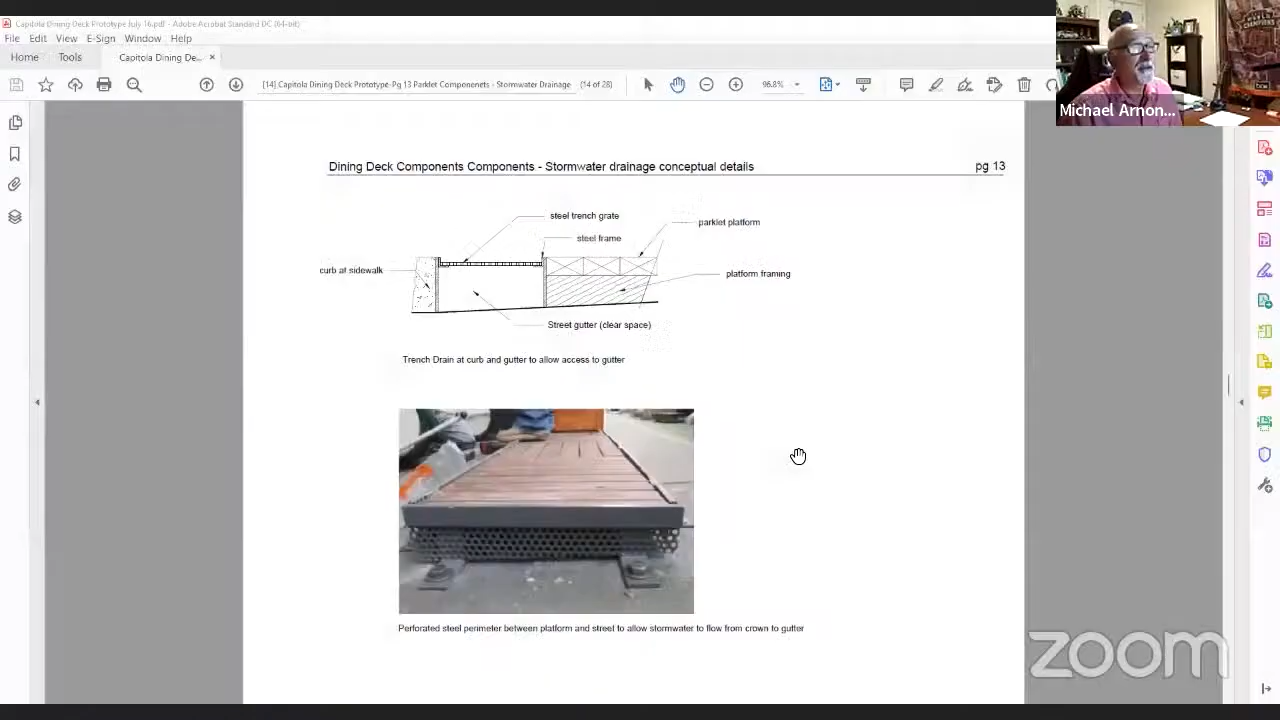 Capitola Dining Deck Prototype July 16.pdf - Adobe Acrobat Standard DC (64-bit)
File Edit View E-Sign Window Help
Home Tools Capitola Dining De... ×
[14] Capitola Dining Deck Prototype-Pg 13 Parklet Componenets - Stormwater Drainage (14 of 28) 96.8%
Michael Arnon...
Dining Deck Components Components - Stormwater drainage conceptual details pg 13
steel trench grate
parklet platform
steel frame
curb at sidewalk
platform framing
Street gutter (clear space)
Trench Drain at curb and gutter to allow access to gutter
Perforated steel perimeter between platform and street to allow stormwater to flow from crown to gutter
zoom